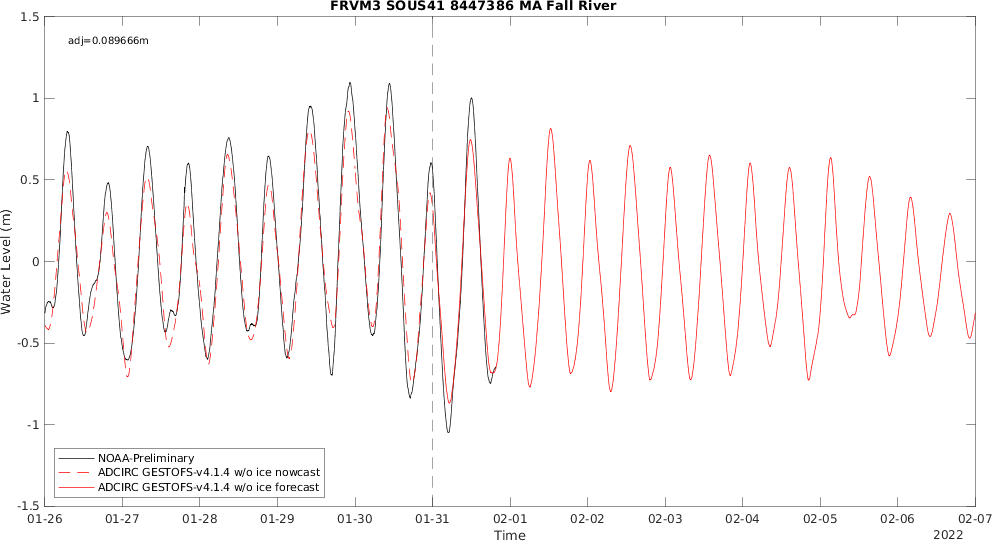 FRVM3 SOUS41 8447386 MA Fall River
adj=0.089666m
1.5
1
0.5
0
-0.5
-1
-1.5
Water Level (m)
NOAA-Preliminary
ADCIRC GESTOFS-v4.1.4 w/o ice nowcast
ADCIRC GESTOFS-v4.1.4 w/o ice forecast
01-26 01-27 01-28 01-29 01-30 01-31 02-01 02-02 02-03 02-04 02-05 02-06 02-07
Time
2022